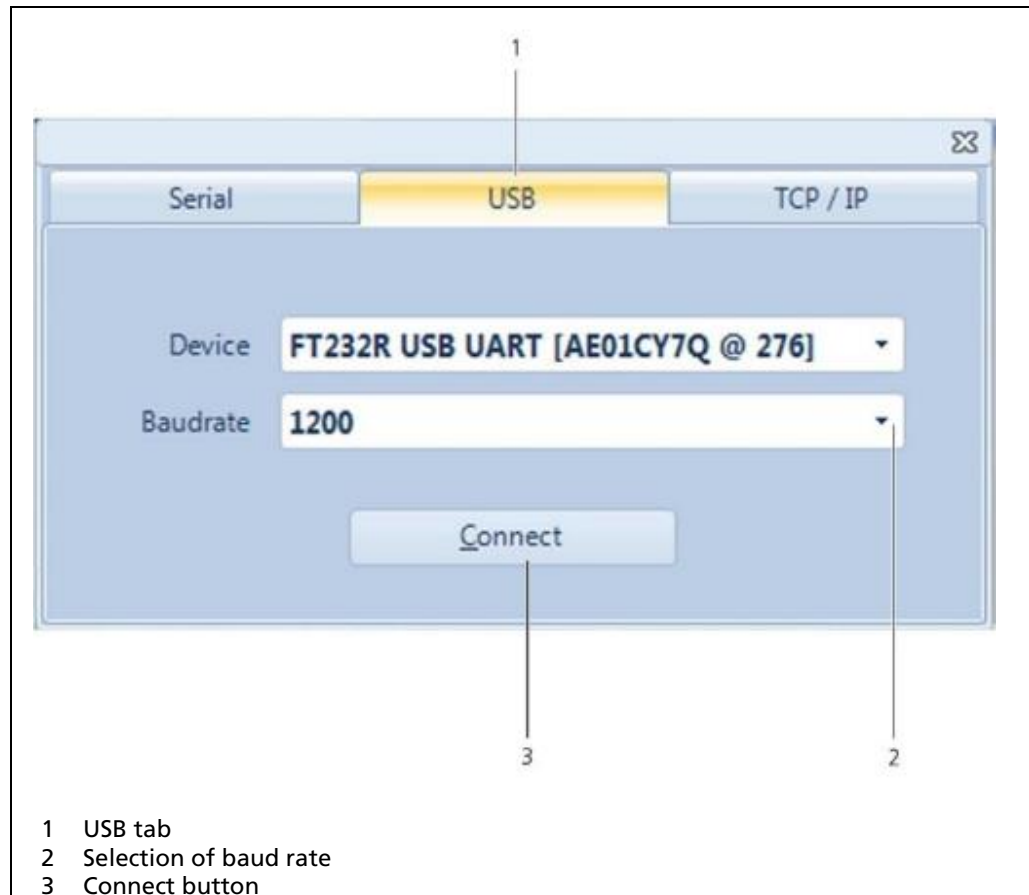 1
Serial USB TCP / IP
Device FT232R USB UART [AE01CY7Q @ 276]
Baudrate 1200
Connect
3 2
1 USB tab
2 Selection of baud rate
3 Connect button